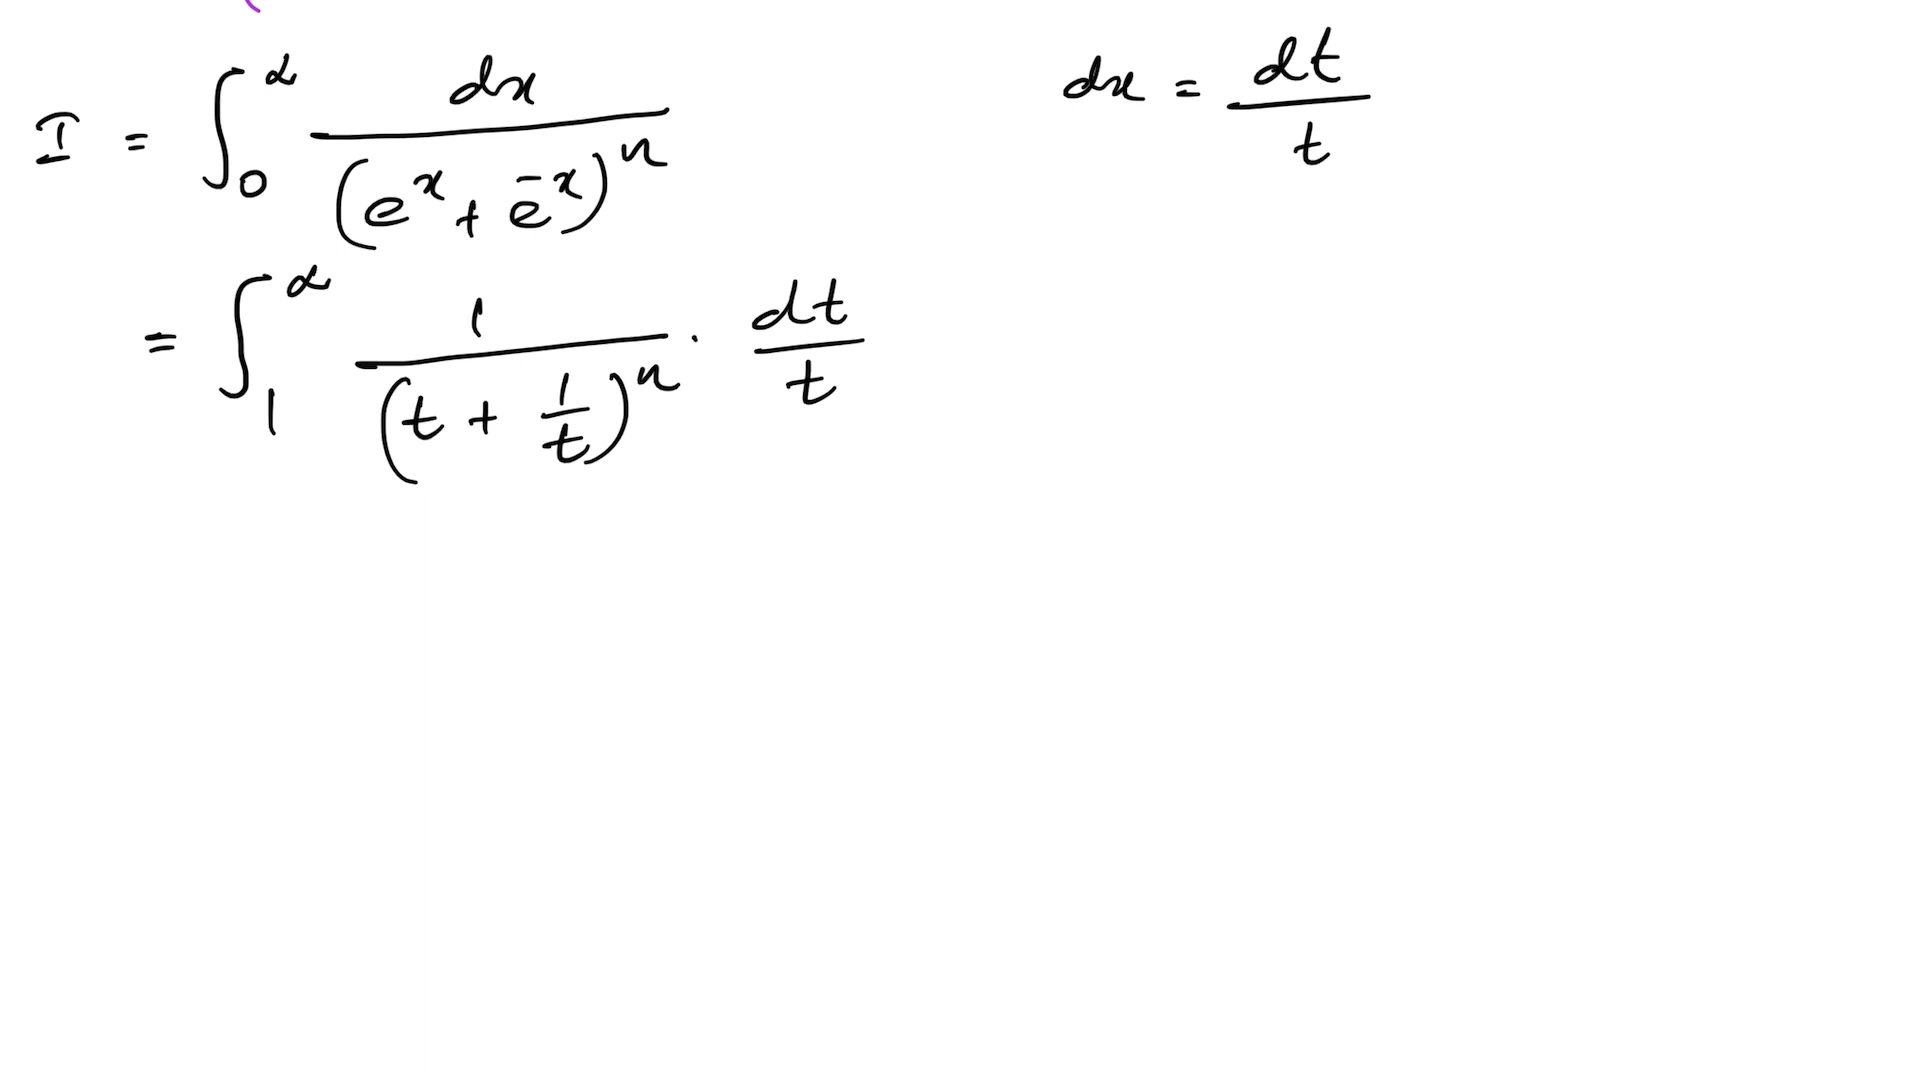 I = ∫₀^α dx / (eˣ + e⁻ˣ)ⁿ    dx = dt / t
= ∫₁^α 1 / (t + 1/t)ⁿ · dt / t